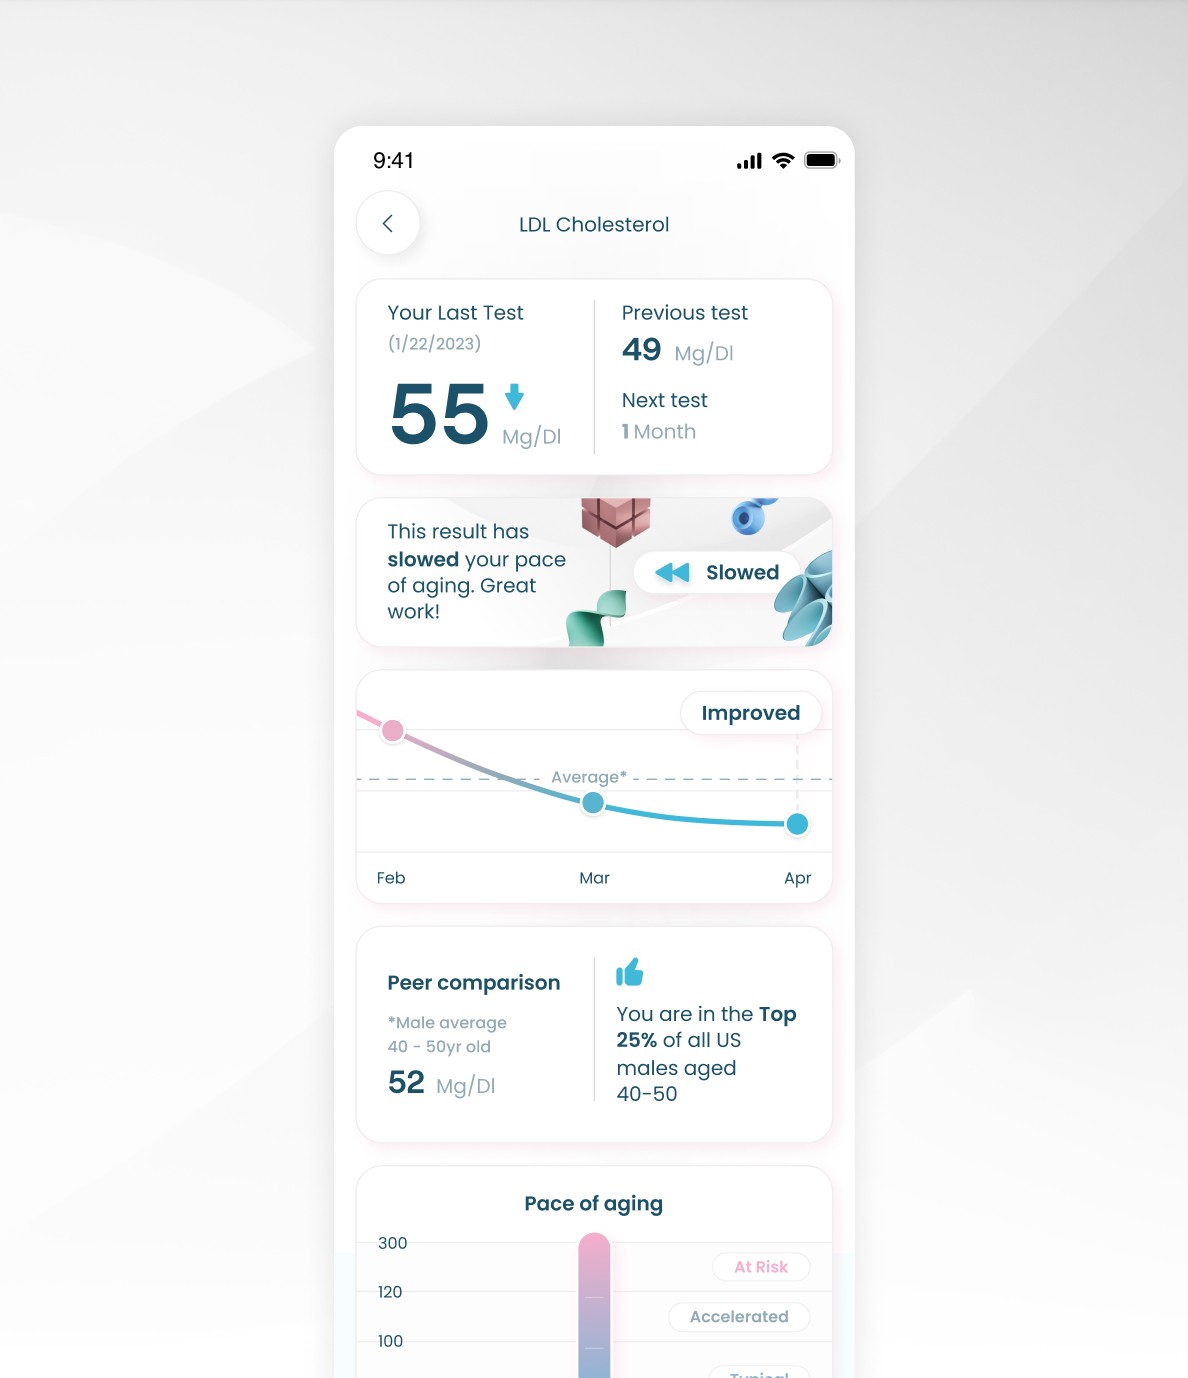 9:41
LDL Cholesterol
Your Last Test
(1/22/2023)
55
Mg/Dl
Previous test
49 Mg/Dl
Next test
1 Month
This result has
slowed your pace
of aging. Great
work!
Slowed
Improved
Average*
Feb Mar Apr
Peer comparison
*Male average
40 - 50yr old
52 Mg/Dl
You are in the Top
25% of all US
males aged
40-50
Pace of aging
300
At Risk
120
Accelerated
100
Typical